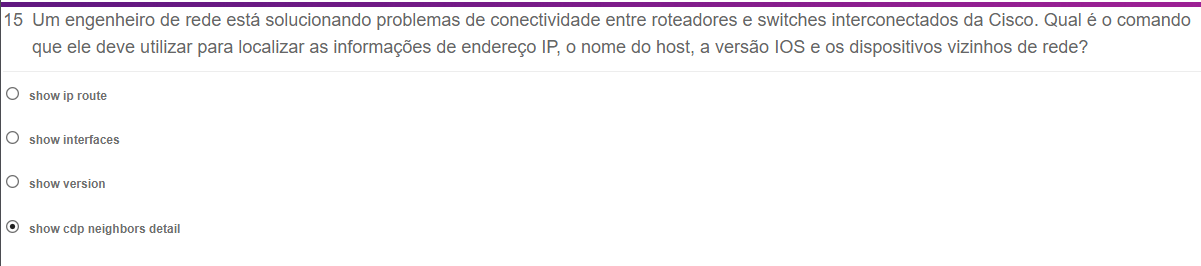 15 Um engenheiro de rede está solucionando problemas de conectividade entre roteadores e switches interconectados da Cisco. Qual é o comando
que ele deve utilizar para localizar as informações de endereço IP, o nome do host, a versão IOS e os dispositivos vizinhos de rede?
show ip route
show interfaces
show version
show cdp neighbors detail